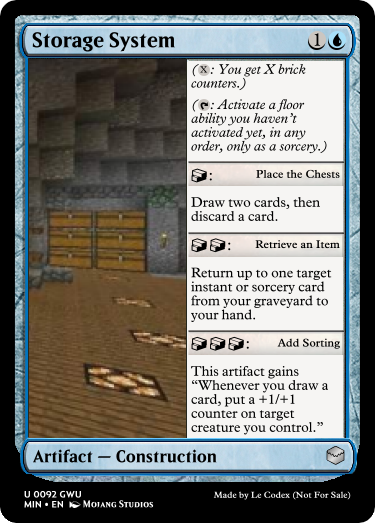 Storage System 1
(X: You get X brick
counters.)
(: Activate a floor
ability you haven't
activated yet, in any
order, only as a sorcery.)
: Place the Chests
Draw two cards, then
discard a card.
: Retrieve an Item
Return up to one target
instant or sorcery card
from your graveyard to
your hand.
: Add Sorting
This artifact gains
“Whenever you draw a
card, put a +1/+1
counter on target
creature you control.”
Artifact — Construction
U 0092 GWU
MIN • EN Mojang Studios
Made by Le Codex (Not For Sale)